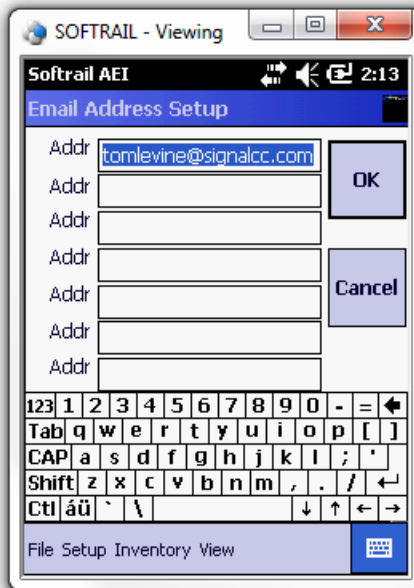 SOFTRAIL - Viewing
Softrail AEI 2:13
Email Address Setup
Addr tomlevine@signalcc.com
OK
Addr
Addr
Addr
Cancel
Addr
Addr
Addr
123 1 2 3 4 5 6 7 8 9 0 - =
Tab q w e r t y u i o p [ ]
CAP a s d f g h j k l ; '
Shift z x c v b n m , . /
Ctl áü ` \
File Setup Inventory View